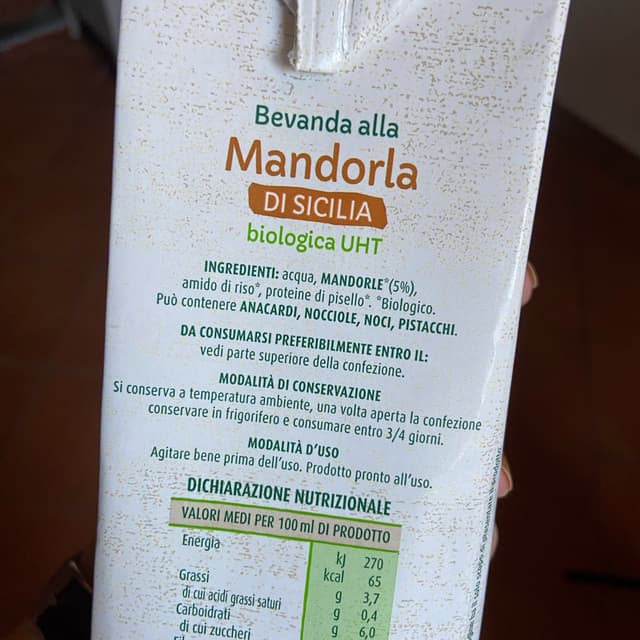 Bevanda alla
Mandorla
DI SICILIA
biologica UHT
INGREDIENTI: acqua, MANDORLE*(5%),
amido di riso*, proteine di pisello*. *Biologico.
Può contenere ANACARDI, NOCCIOLE, NOCI, PISTACCHI.
DA CONSUMARSI PREFERIBILMENTE ENTRO IL:
vedi parte superiore della confezione.
MODALITÀ DI CONSERVAZIONE
Si conserva a temperatura ambiente, una volta aperta la confezione
conservare in frigorifero e consumare entro 3/4 giorni.
MODALITÀ D'USO
Agitare bene prima dell'uso. Prodotto pronto all'uso.
DICHIARAZIONE NUTRIZIONALE
VALORI MEDI PER 100 ml DI PRODOTTO
Energia kJ 270
kcal 65
Grassi g 3,7
di cui acidi grassi saturi g 0,4
Carboidrati g 6,0
di cui zuccheri